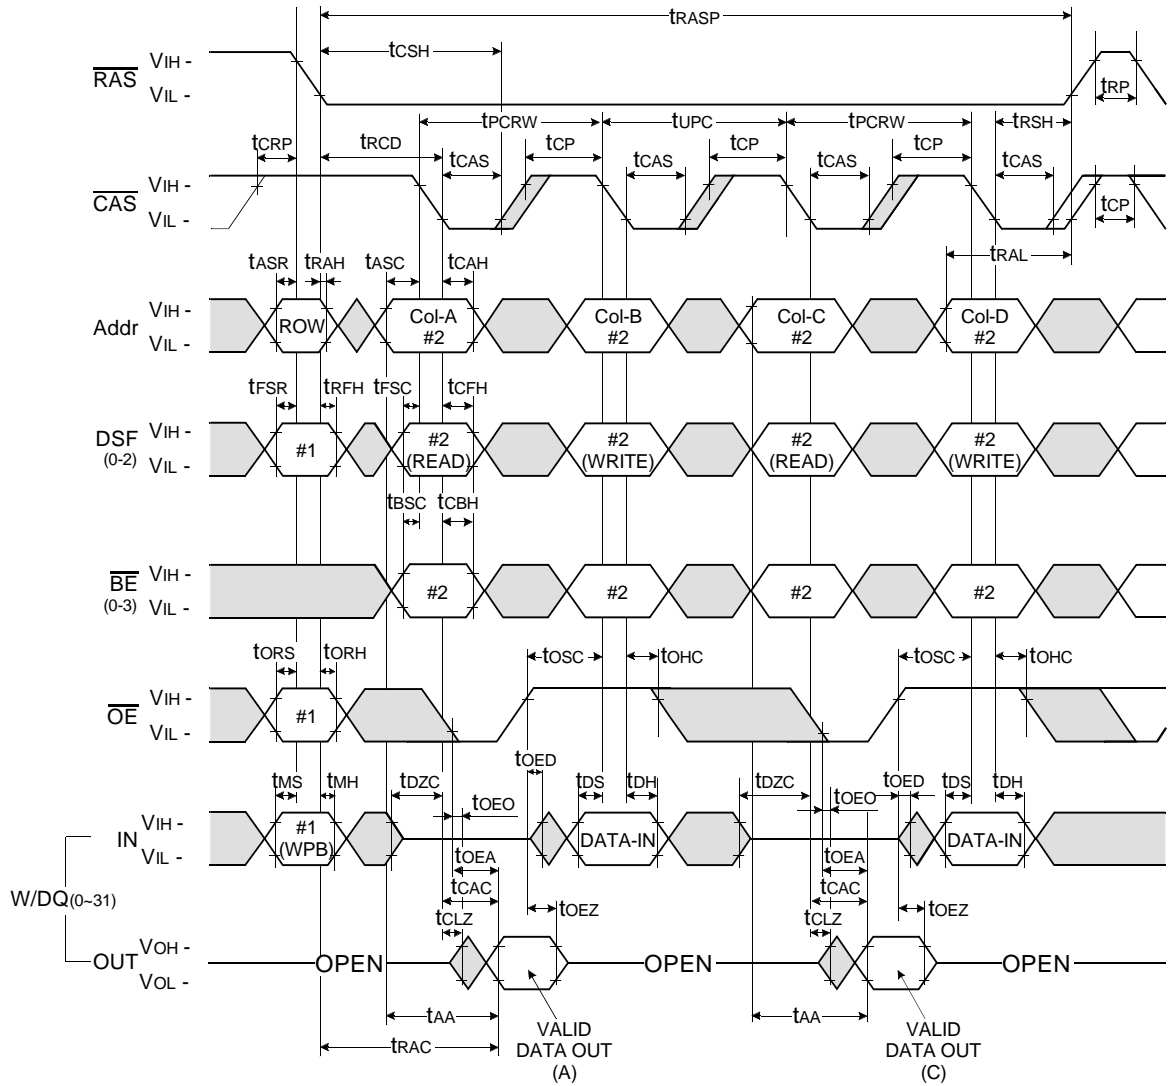 tRASP
tCSH
RAS VIH - VIL -
tRP
tPCRW tUPC tPCRW tRSH
tCRP tRCD tCAS tCP tCAS tCP tCAS tCP tCAS
CAS VIH - VIL -
tCP
tASR tRAH tASC tCAH tRAL
Addr VIH - VIL -
ROW Col-A #2 Col-B #2 Col-C #2 Col-D #2
tFSR tRFH tFSC tCFH
DSF (0-2) VIH - VIL -
#1 #2 (READ) #2 (WRITE) #2 (READ) #2 (WRITE)
tBSC tCBH
BE (0-3) VIH - VIL -
#2 #2 #2 #2
tORS tORH tOSC tOHC tOSC tOHC
OE VIH - VIL -
#1
tOED tOED
tMS tMH tDZC tDS tDH tDZC tDS tDH
tOEO tOEO
IN VIH - VIL -
#1 (WPB) DATA-IN DATA-IN
tOEA tOEA
W/DQ(0~31)
tCAC tOEZ tCAC tOEZ
tCLZ tCLZ
OUT VOH - VOL -
OPEN OPEN OPEN
tAA tAA
tRAC
VALID DATA OUT (A)
VALID DATA OUT (C)